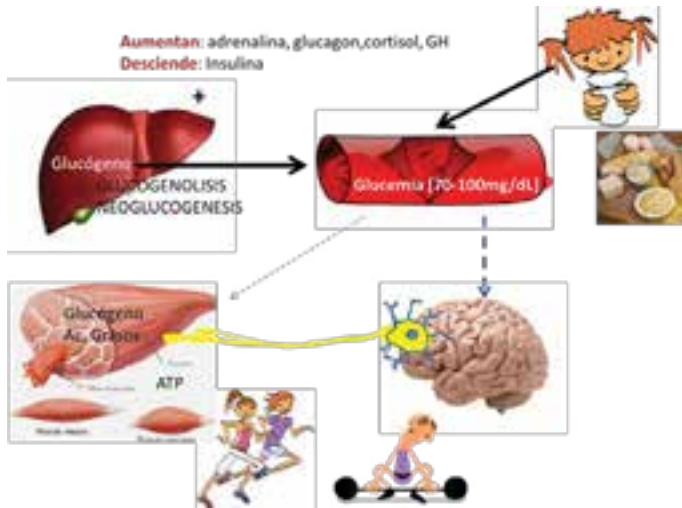 Aumentan: adrenalina, glucagon,cortisol, GH
Desciende: Insulina
+
Glucógeno
GLUCOGENOLISIS
NEOGLUCOGENESIS
Glucemia [70-100mg/dL]
Glucógeno
Ac. Grasos
ATP